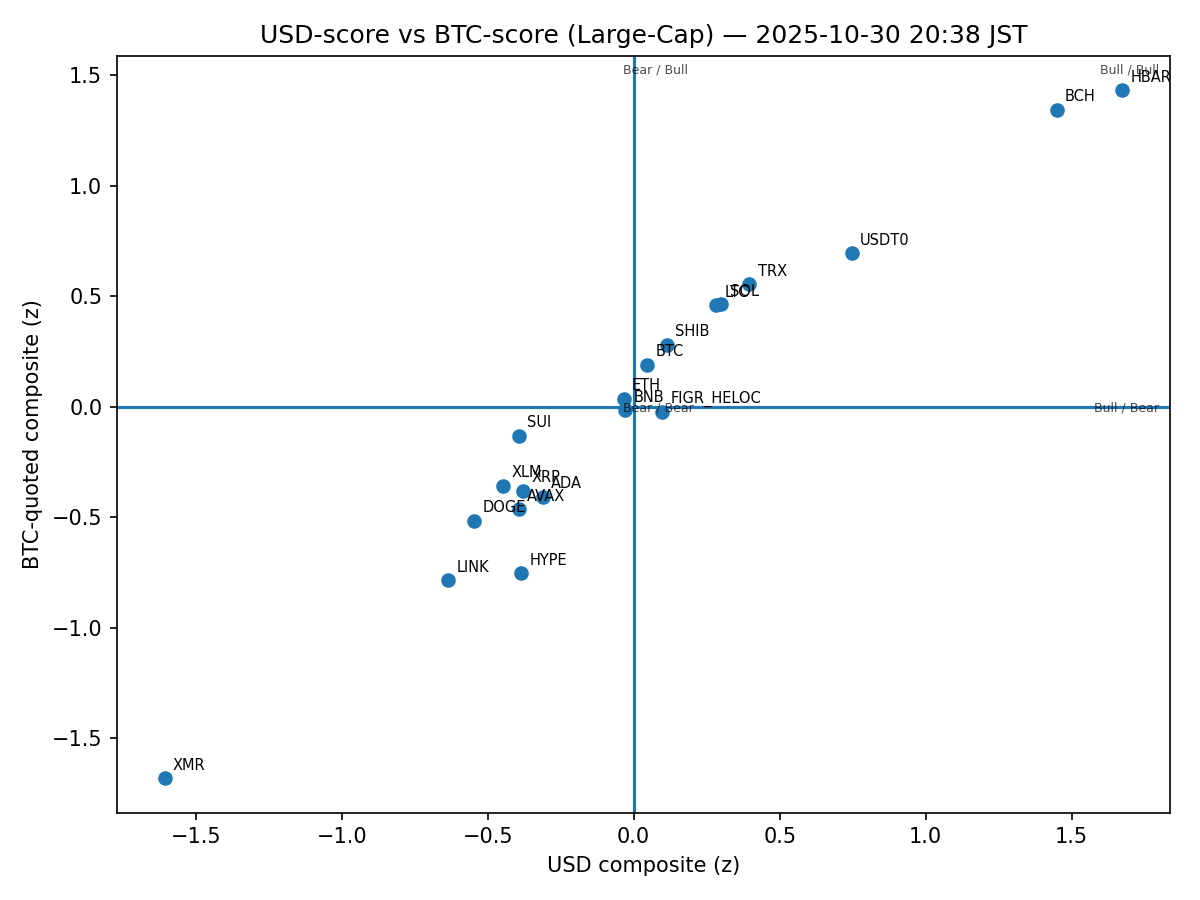 USD-score vs BTC-score (Large-Cap) — 2025-10-30 20:38 JST
Bear / Bull
Bull / Bull
HBAR
BCH
USDT0
TRX
LTC
SOL
SHIB
BTC
ETH
BNB
FIGR_HELOC
Bear / Bear
Bull / Bear
SUI
XLM
XRP
ADA
AVAX
DOGE
HYPE
LINK
XMR
1.5
1.0
0.5
0.0
−0.5
−1.0
−1.5
BTC-quoted composite (z)
−1.5
−1.0
−0.5
0.0
0.5
1.0
1.5
USD composite (z)